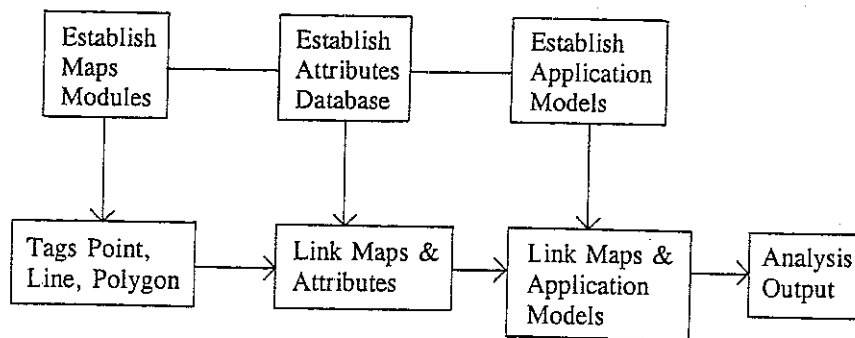 Establish
Maps
Modules
Establish
Attributes
Database
Establish
Application
Models
Tags Point,
Line, Polygon
Link Maps &
Attributes
Link Maps &
Application
Models
Analysis
Output